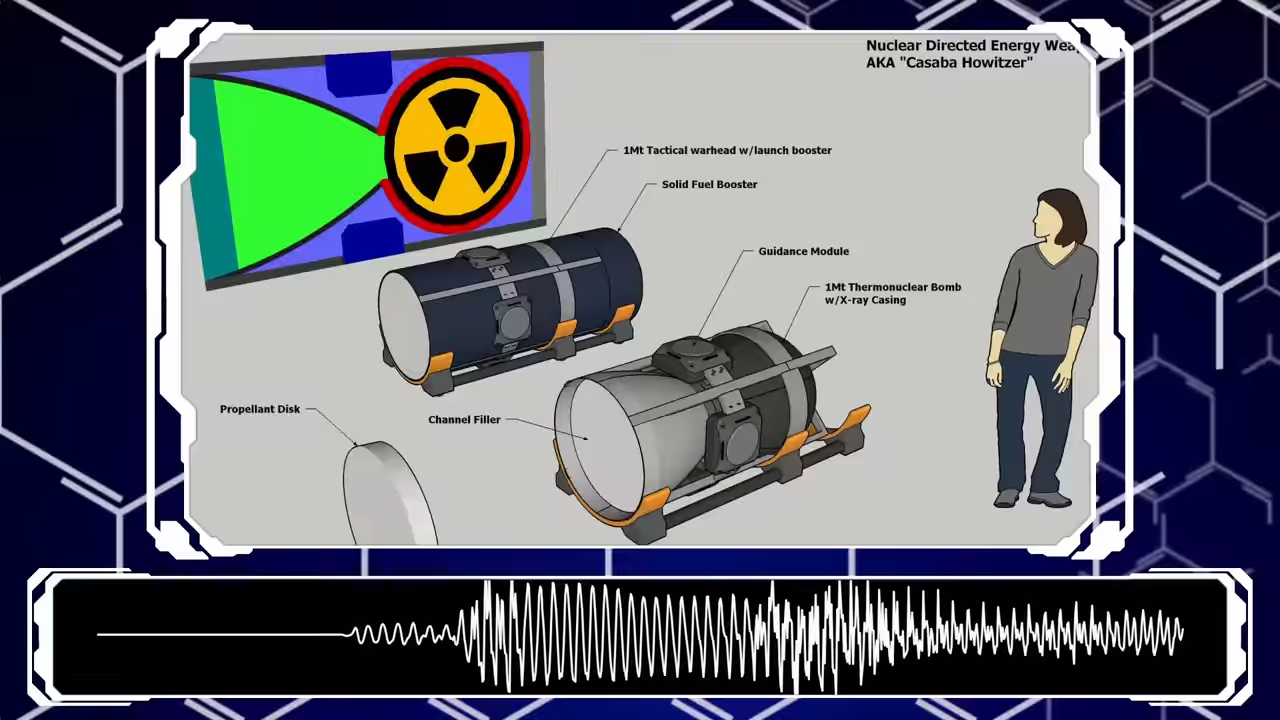 Nuclear Directed Energy
AKA "Casaba Howitzer"
1Mt Tactical warhead w/launch booster
Solid Fuel Booster
Guidance Module
1Mt Thermonuclear Bomb
w/X-ray Casing
Propellant Disk
Channel Filler